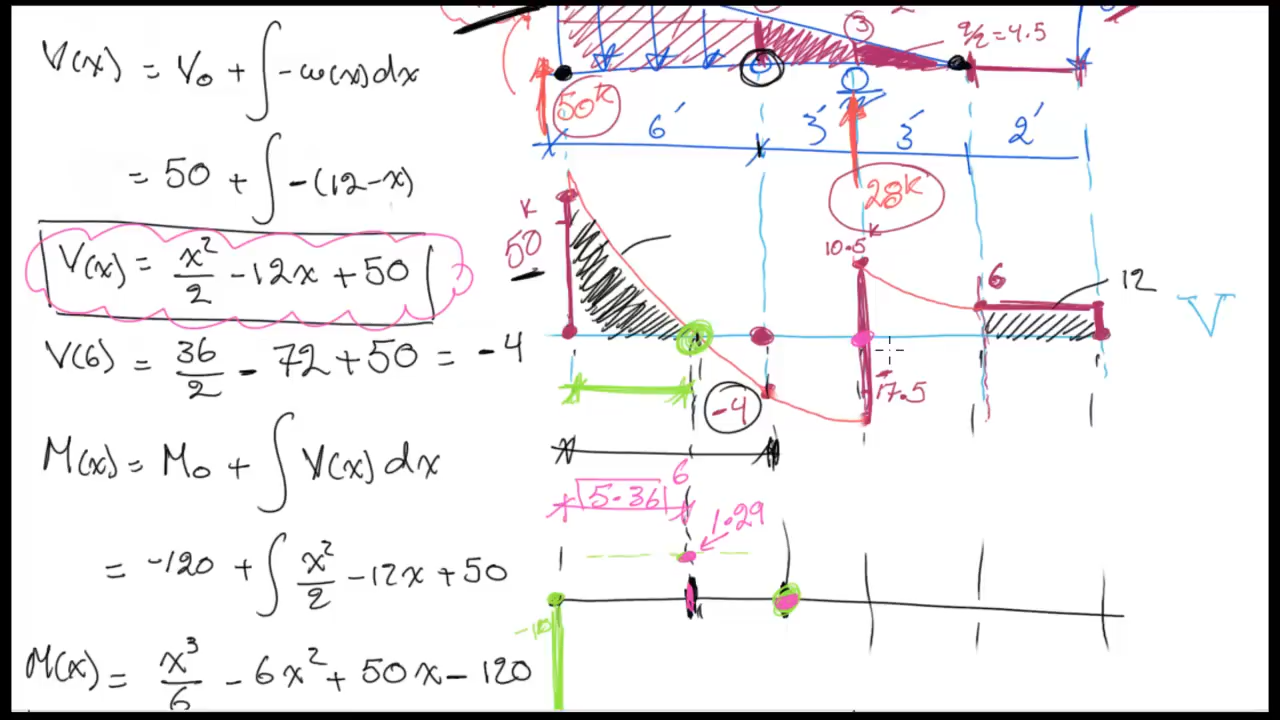 V(x) = V₀ + ∫ -ω(x)dx
= 50 + ∫ -(12-x)
V(x) = x²/2 - 12x + 50
V(6) = 36/2 - 72 + 50 = -4
M(x) = M₀ + ∫ V(x) dx
= -120 + ∫ x²/2 - 12x + 50
M(x) = x³/6 - 6x² + 50x - 120
3
9/2 = 4.5
50ᴷ
6' 3' 3' 2'
28ᴷ
K
50
10.5ᴷ
6
12
V
-4
-17.5
6
5.36
1.29